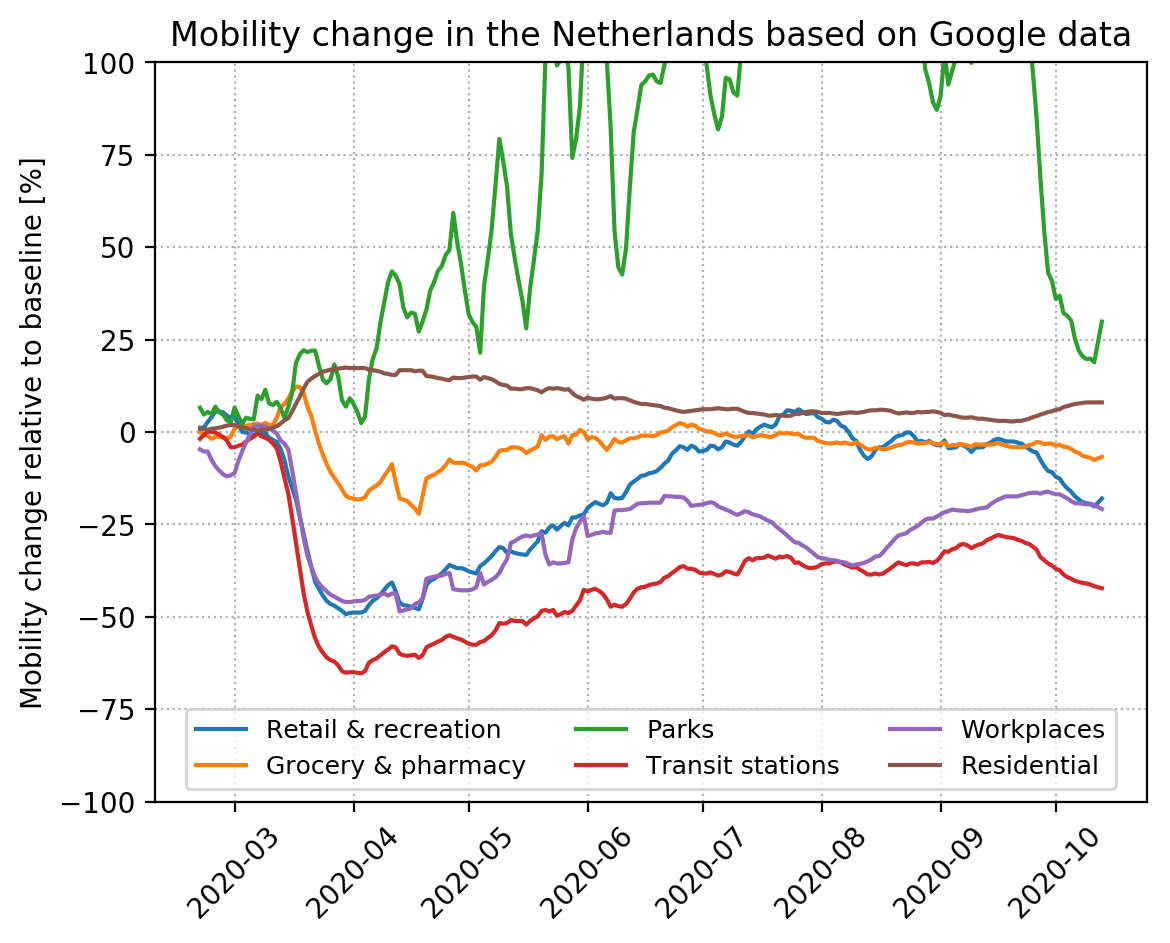 Mobility change in the Netherlands based on Google data
Mobility change relative to baseline [%]
100
75
50
25
0
−25
−50
−75
−100
Retail & recreation
Grocery & pharmacy
Parks
Transit stations
Workplaces
Residential
2020-03
2020-04
2020-05
2020-06
2020-07
2020-08
2020-09
2020-10